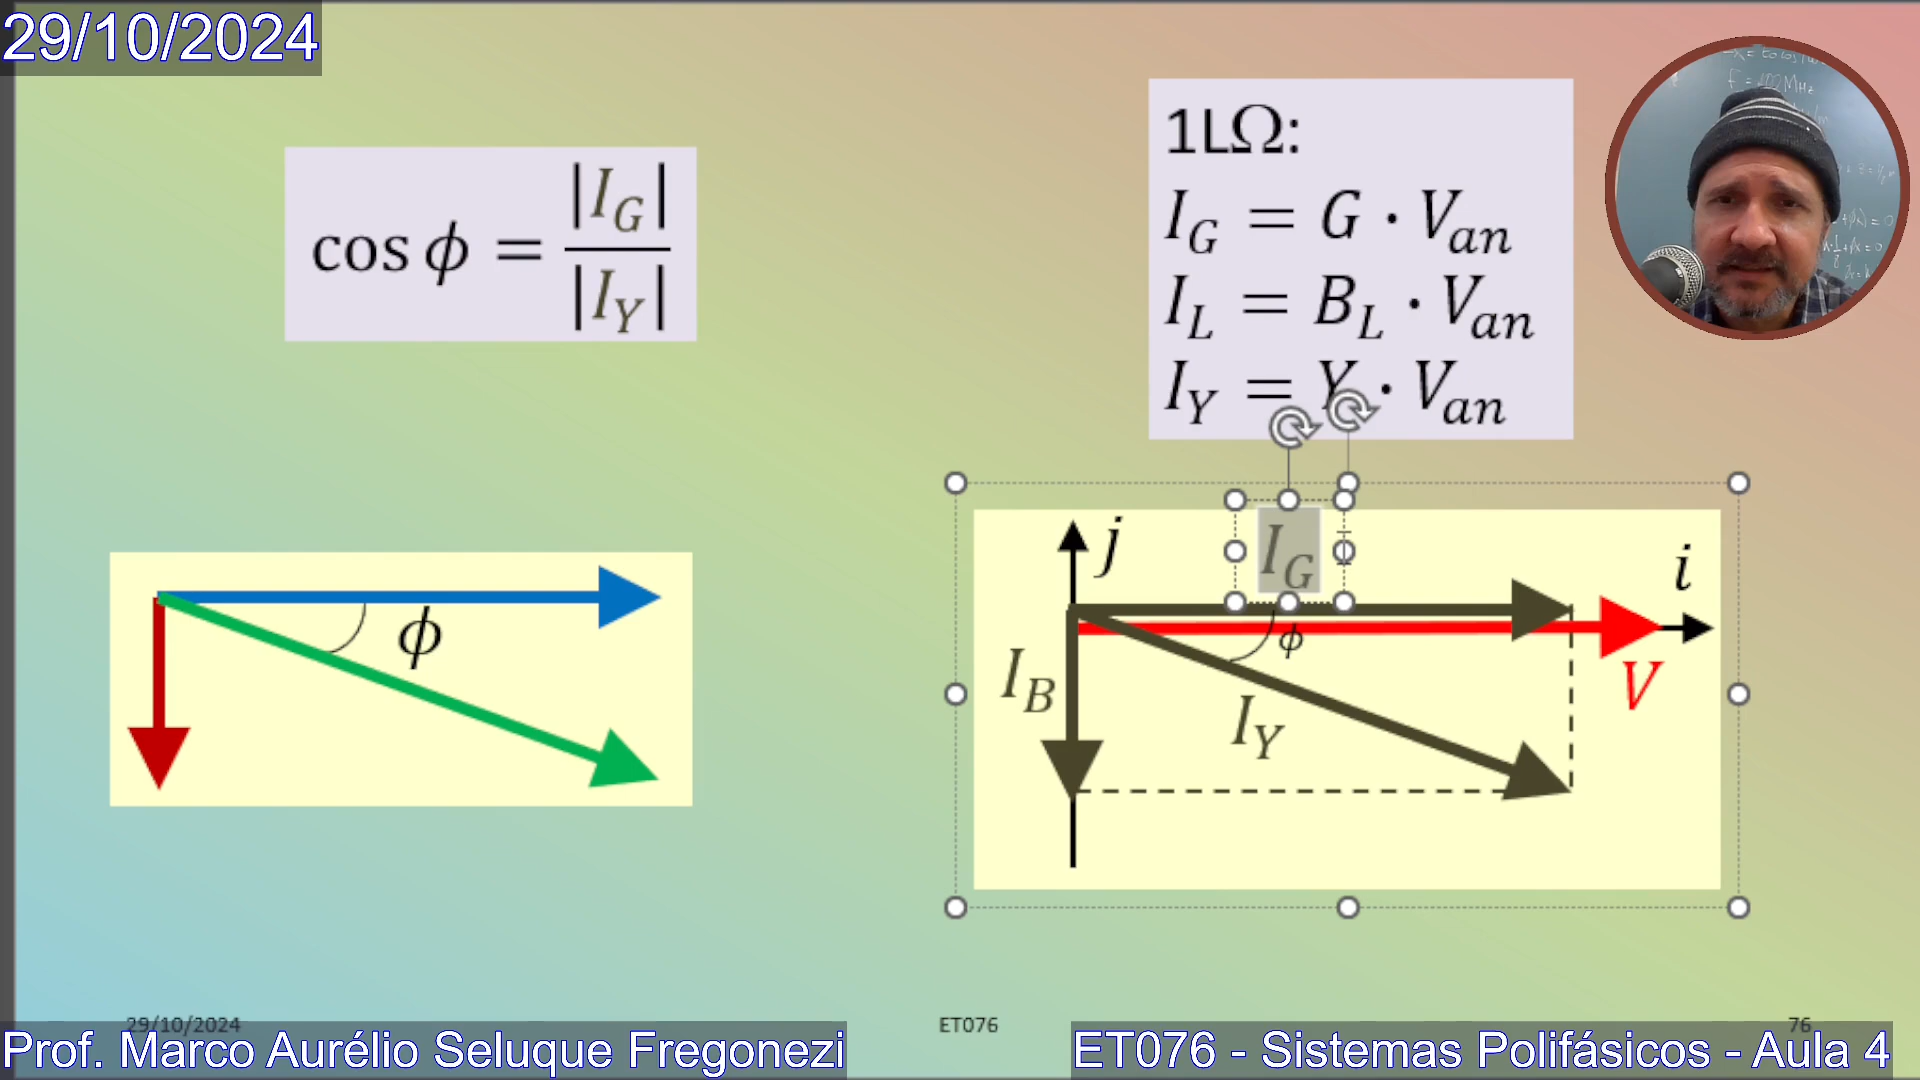 29/10/2024
cos ϕ = |I_G| / |I_Y|
1LΩ:
I_G = G · V_an
I_L = B_L · V_an
I_Y = Y · V_an
ϕ
j
I_G
i
ϕ
I_B
I_Y
V
29/10/2024
ET076
76
Prof. Marco Aurélio Seluque Fregonezi
ET076 - Sistemas Polifásicos - Aula 4